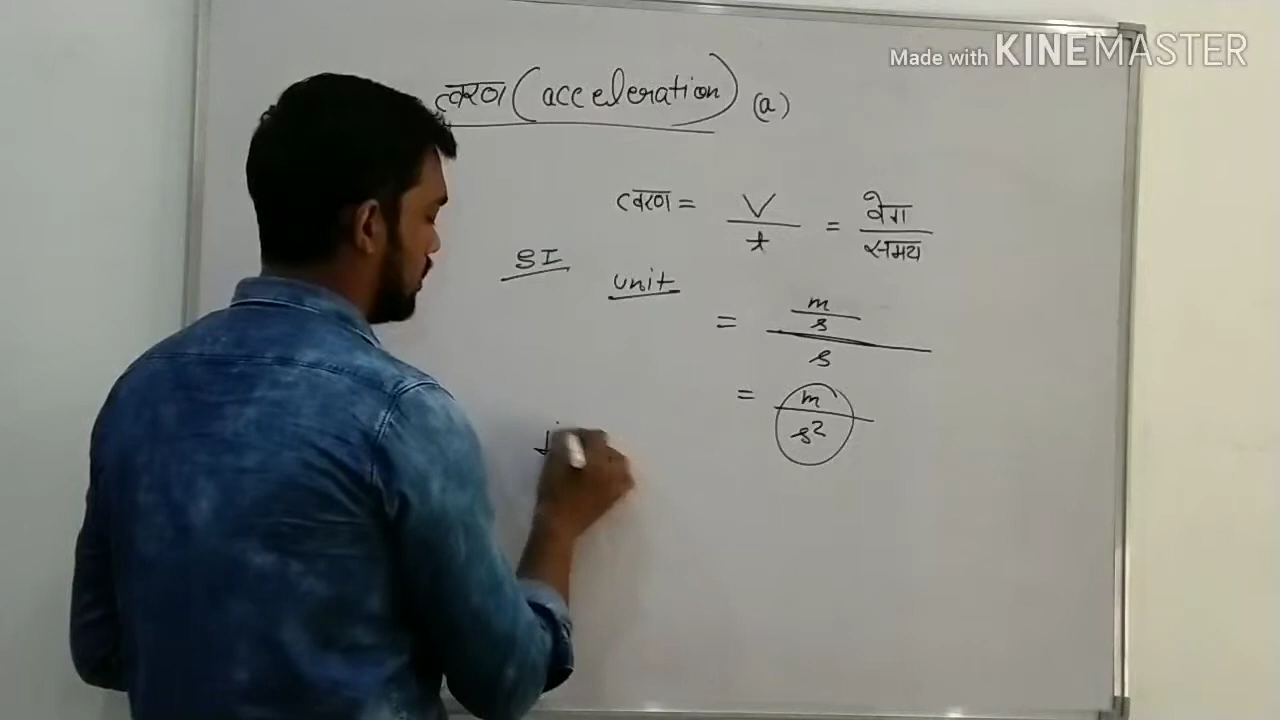 Made with KINEMASTER
त्वरण (acceleration) (a)
त्वरण = V/t = वेग/समय
SI unit
= m/s / s
= m/s²